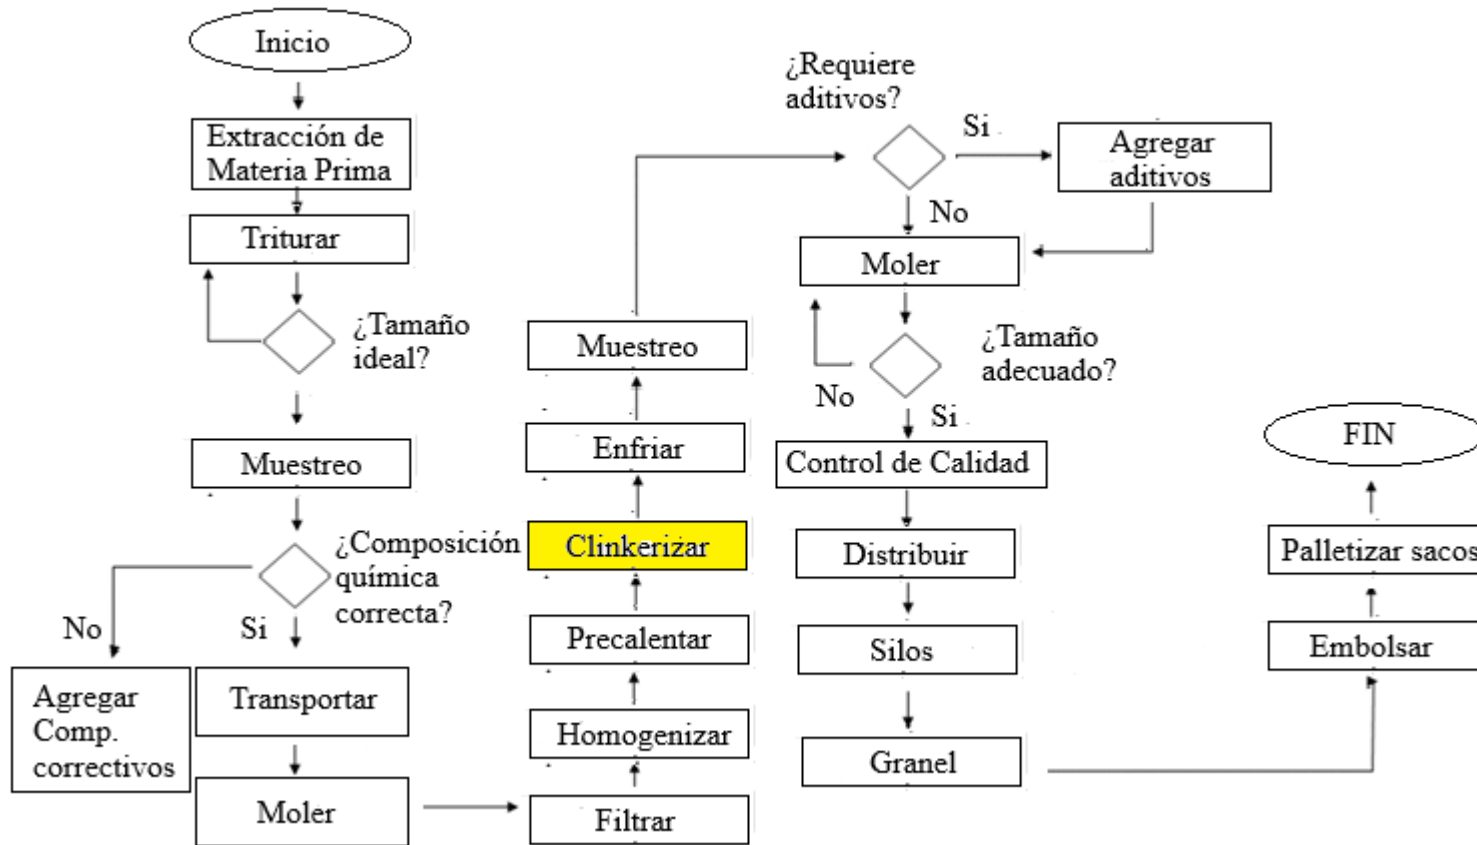 Inicio
Extracción de
Materia Prima
Triturar
¿Tamaño
ideal?
Muestreo
¿Composición
química
correcta?
No
Si
Agregar
Comp.
correctivos
Transportar
Moler
Filtrar
Homogenizar
Precalentar
Clinkerizar
Enfriar
Muestreo
¿Requiere
aditivos?
Si
Agregar
aditivos
No
Moler
¿Tamaño
adecuado?
No
Si
Control de Calidad
Distribuir
Silos
Granel
Embolsar
Palletizar sacos
FIN